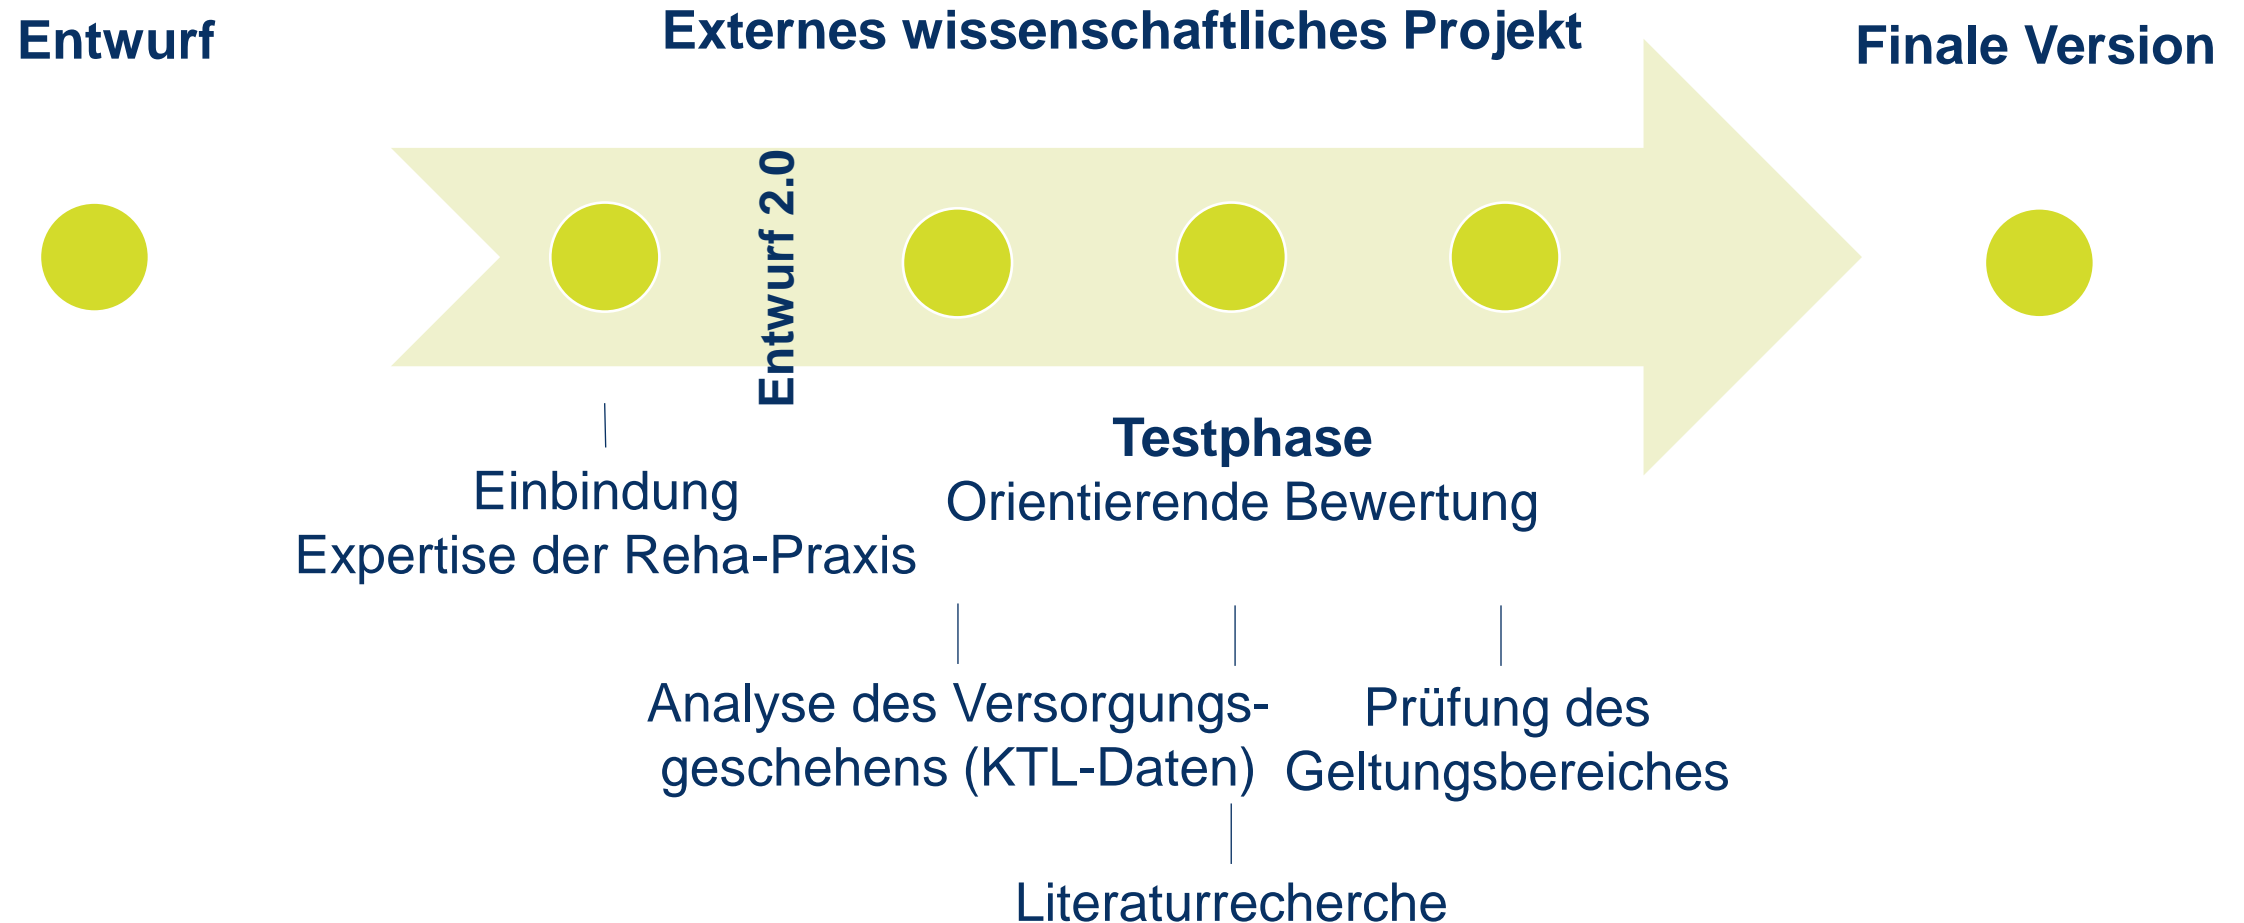 Entwurf
Externes wissenschaftliches Projekt
Finale Version
Entwurf 2.0
Einbindung
Expertise der Reha-Praxis
Testphase
Orientierende Bewertung
Analyse des Versorgungs-
geschehens (KTL-Daten)
Prüfung des
Geltungsbereiches
Literaturrecherche